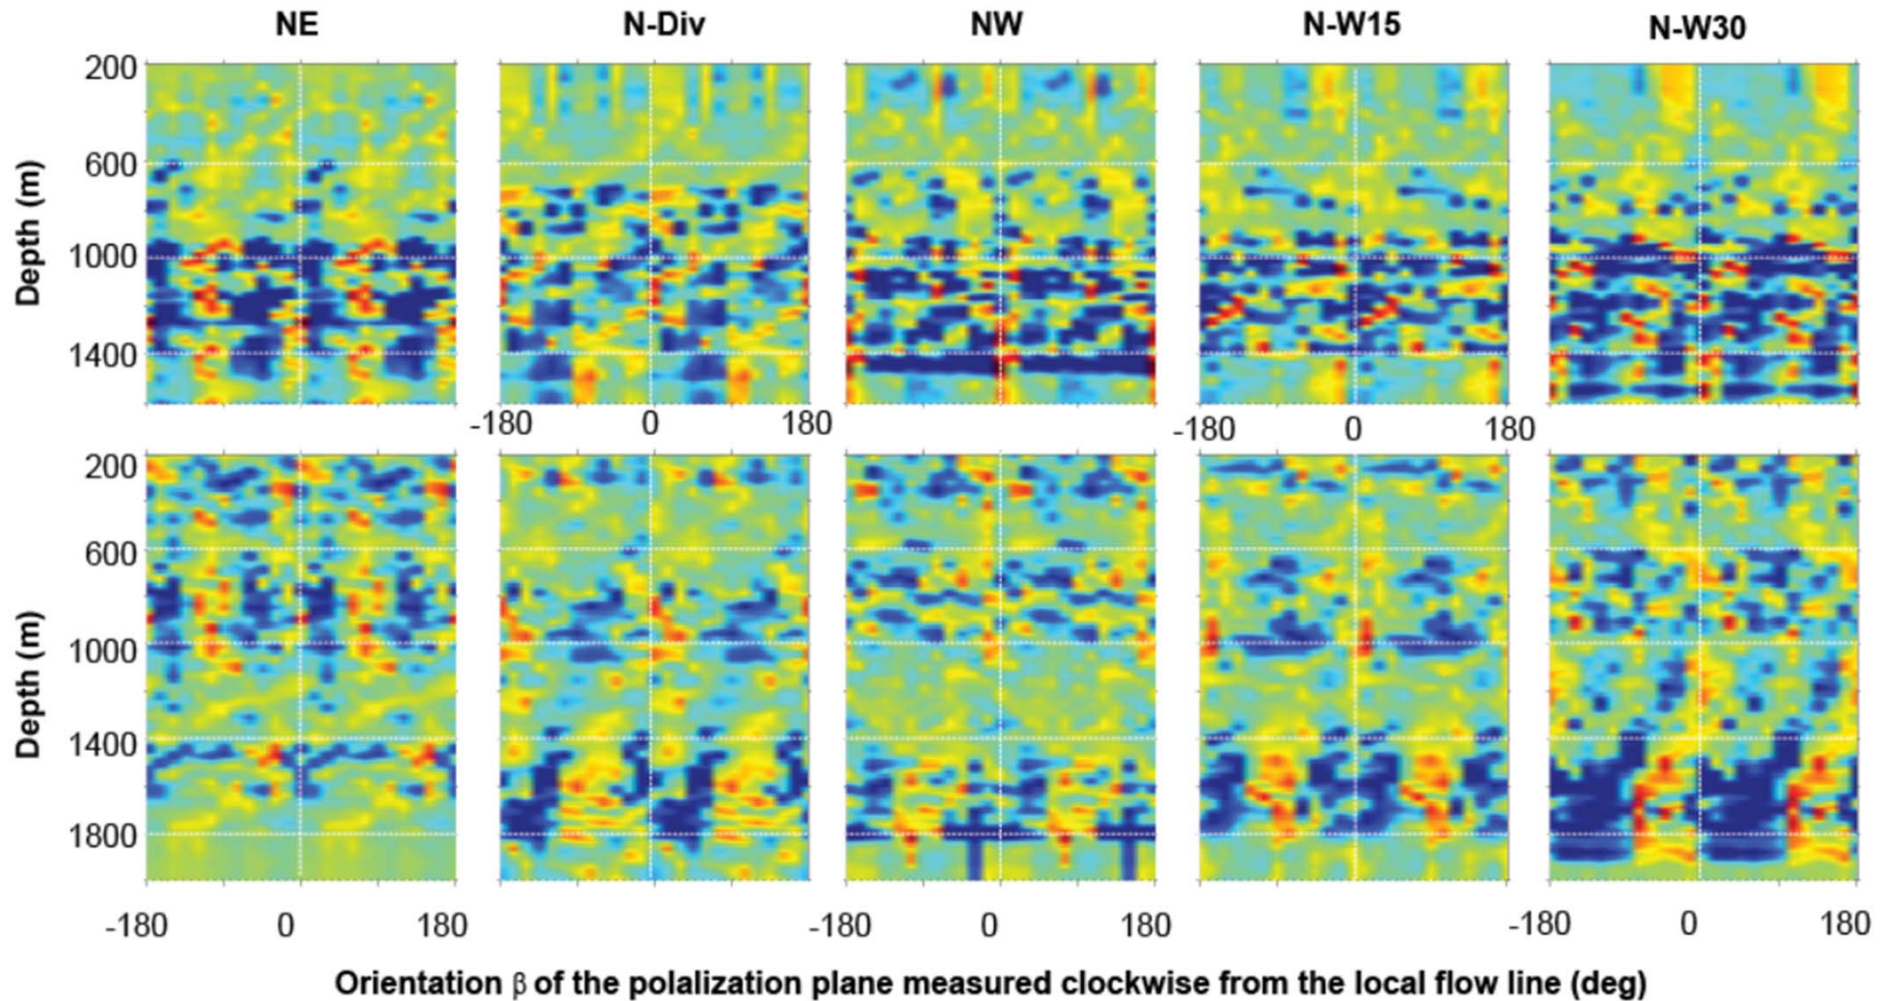 NE N-Div NW N-W15 N-W30
200
600
1000
1400
Depth (m)
-180 0 180 -180 0 180
200
600
1000
1400
1800
Depth (m)
-180 0 180 -180 0 180 -180 0 180
Orientation β of the polalization plane measured clockwise from the local flow line (deg)